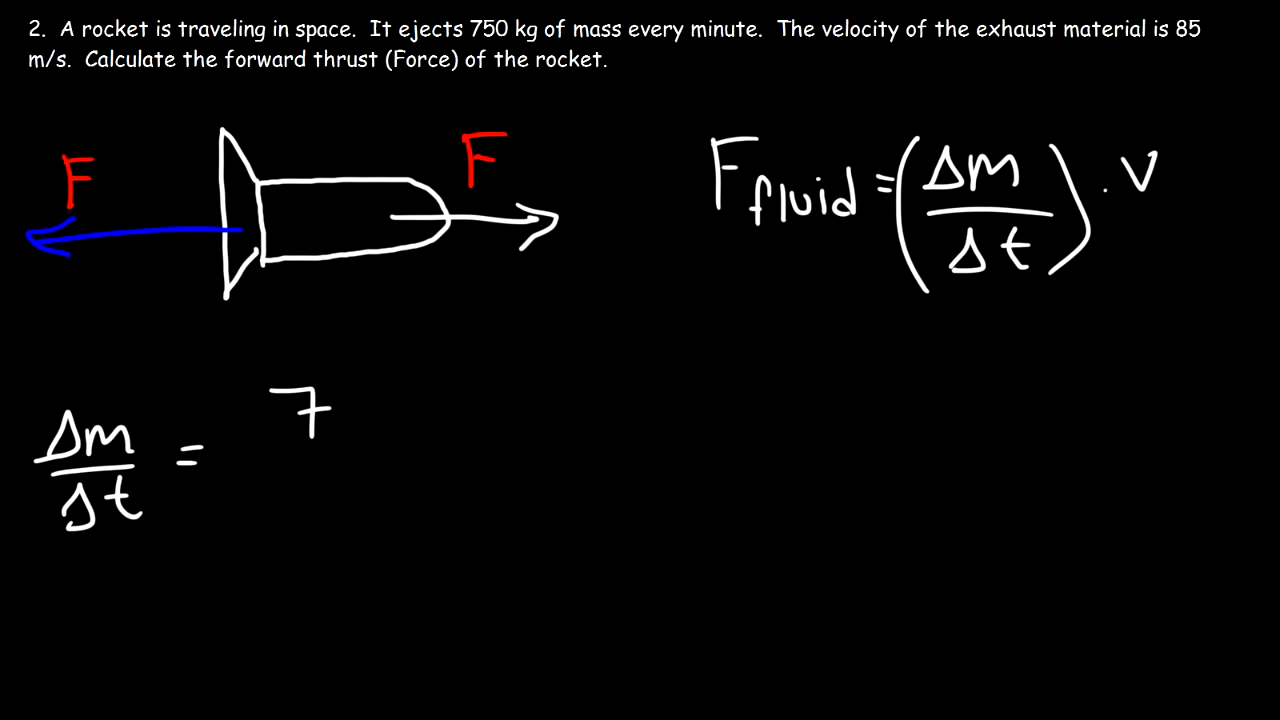 2. A rocket is traveling in space. It ejects 750 kg of mass every minute. The velocity of the exhaust material is 85
m/s. Calculate the forward thrust (Force) of the rocket.
F
F
F fluid = (Δm/Δt) · v
Δm/Δt = 7